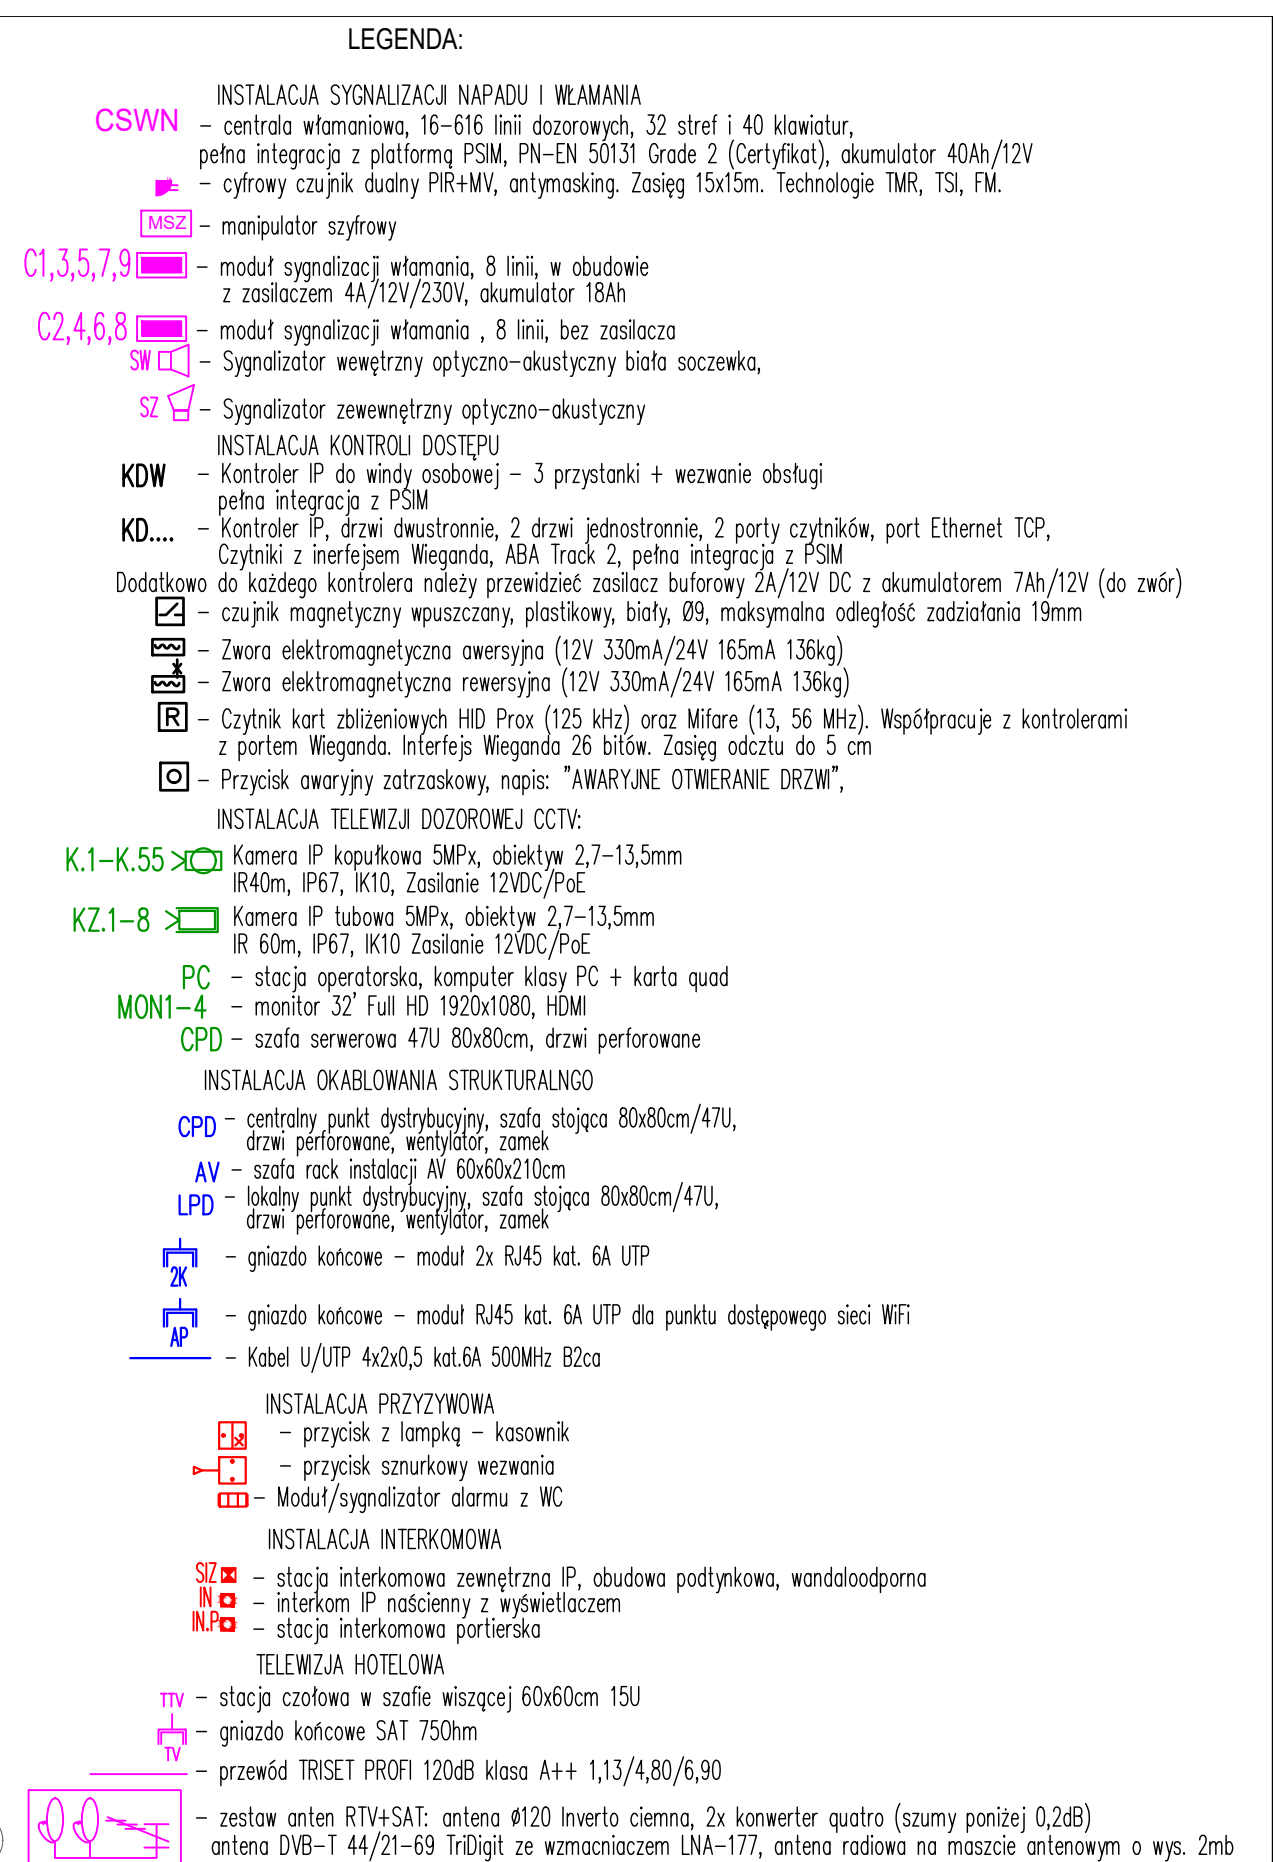 LEGENDA:
INSTALACJA SYGNALIZACJI NAPADU I WŁAMANIA
CSWN – centrala włamaniowa, 16–616 linii dozorowych, 32 stref i 40 klawiatur,
pełna integracja z platformą PSIM, PN–EN 50131 Grade 2 (Certyfikat), akumulator 40Ah/12V
– cyfrowy czujnik dualny PIR+MV, antymasking. Zasięg 15x15m. Technologie TMR, TSI, FM.
MSZ – manipulator szyfrowy
C1,3,5,7,9 – moduł sygnalizacji włamania, 8 linii, w obudowie
z zasilaczem 4A/12V/230V, akumulator 18Ah
C2,4,6,8 – moduł sygnalizacji włamania , 8 linii, bez zasilacza
SW – Sygnalizator wewętrzny optyczno–akustyczny biała soczewka,
SZ – Sygnalizator zewewnętrzny optyczno–akustyczny
INSTALACJA KONTROLI DOSTĘPU
KDW – Kontroler IP do windy osobowej – 3 przystanki + wezwanie obsługi
pełna integracja z PSIM
KD.... – Kontroler IP, drzwi dwustronnie, 2 drzwi jednostronnie, 2 porty czytników, port Ethernet TCP,
Czytniki z inerfejsem Wieganda, ABA Track 2, pełna integracja z PSIM
Dodatkowo do każdego kontrolera należy przewidzieć zasilacz buforowy 2A/12V DC z akumulatorem 7Ah/12V (do zwór)
– czujnik magnetyczny wpuszczany, plastikowy, biały, Ø9, maksymalna odległość zadziałania 19mm
– Zwora elektromagnetyczna awersyjna (12V 330mA/24V 165mA 136kg)
– Zwora elektromagnetyczna rewersyjna (12V 330mA/24V 165mA 136kg)
R – Czytnik kart zbliżeniowych HID Prox (125 kHz) oraz Mifare (13, 56 MHz). Współpracuje z kontrolerami
z portem Wieganda. Interfejs Wieganda 26 bitów. Zasięg odcztu do 5 cm
– Przycisk awaryjny zatrzaskowy, napis: "AWARYJNE OTWIERANIE DRZWI",
INSTALACJA TELEWIZJI DOZOROWEJ CCTV:
K.1–K.55 Kamera IP kopułkowa 5MPx, obiektyw 2,7–13,5mm
IR40m, IP67, IK10, Zasilanie 12VDC/PoE
KZ.1–8 Kamera IP tubowa 5MPx, obiektyw 2,7–13,5mm
IR 60m, IP67, IK10 Zasilanie 12VDC/PoE
PC – stacja operatorska, komputer klasy PC + karta quad
MON1–4 – monitor 32' Full HD 1920x1080, HDMI
CPD – szafa serwerowa 47U 80x80cm, drzwi perforowane
INSTALACJA OKABLOWANIA STRUKTURALNGO
CPD – centralny punkt dystrybucyjny, szafa stojąca 80x80cm/47U,
drzwi perforowane, wentylator, zamek
AV – szafa rack instalacji AV 60x60x210cm
LPD – lokalny punkt dystrybucyjny, szafa stojąca 80x80cm/47U,
drzwi perforowane, wentylator, zamek
2K – gniazdo końcowe – moduł 2x RJ45 kat. 6A UTP
AP – gniazdo końcowe – moduł RJ45 kat. 6A UTP dla punktu dostępowego sieci WiFi
– Kabel U/UTP 4x2x0,5 kat.6A 500MHz B2ca
INSTALACJA PRZYZYWOWA
– przycisk z lampką – kasownik
– przycisk sznurkowy wezwania
– Moduł/sygnalizator alarmu z WC
INSTALACJA INTERKOMOWA
SIZ – stacja interkomowa zewnętrzna IP, obudowa podtynkowa, wandaloodporna
IN – interkom IP naścienny z wyświetlaczem
IN.P – stacja interkomowa portierska
TELEWIZJA HOTELOWA
TTV – stacja czołowa w szafie wiszącej 60x60cm 15U
TV – gniazdo końcowe SAT 75Ohm
– przewód TRISET PROFI 120dB klasa A++ 1,13/4,80/6,90
– zestaw anten RTV+SAT: antena Ø120 Inverto ciemna, 2x konwerter quatro (szumy poniżej 0,2dB)
antena DVB–T 44/21–69 TriDigit ze wzmacniaczem LNA–177, antena radiowa na maszcie antenowym o wys. 2mb